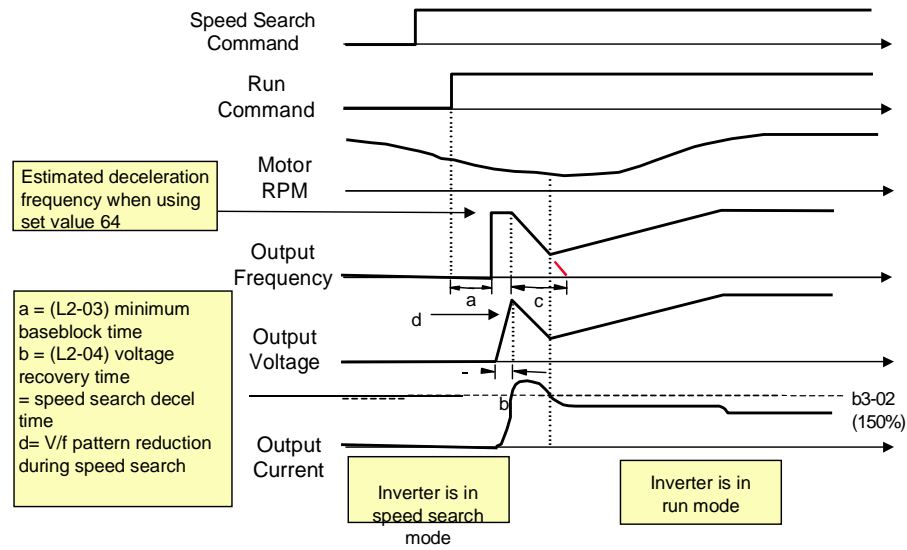 Speed Search
Command
Run
Command
Motor
RPM
Estimated deceleration
frequency when using
set value 64
Output
Frequency
a
c
a = (L2-03) minimum
baseblock time
b = (L2-04) voltage
recovery time
= speed search decel
time
d= V/f pattern reduction
during speed search
d
Output
Voltage
-
b
b3-02
(150%)
Output
Current
Inverter is in
speed search
mode
Inverter is in
run mode